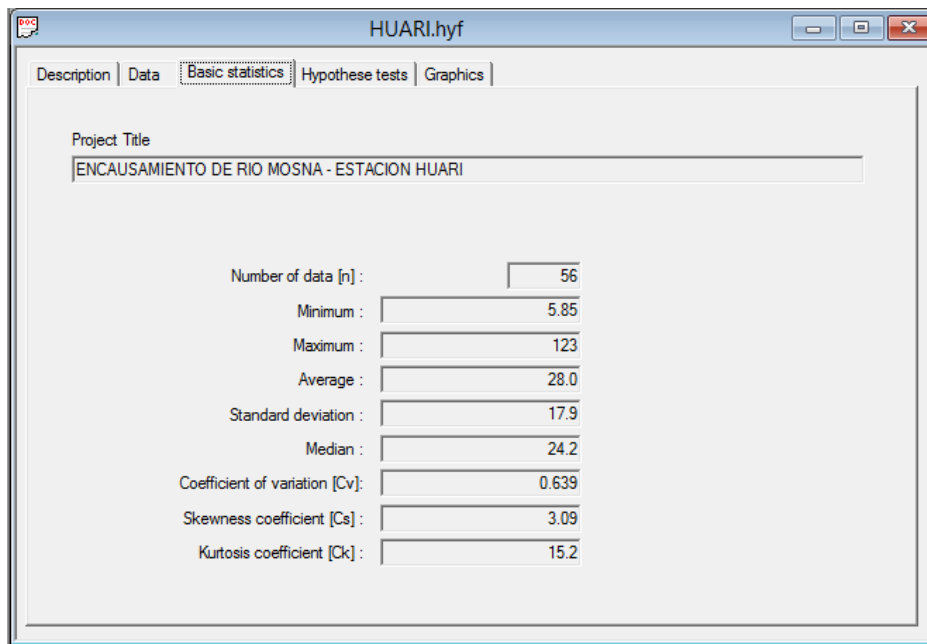 DOC
HUARI.hyf
Description Data Basic statistics Hypothese tests Graphics
Project Title
ENCAUSAMIENTO DE RIO MOSNA - ESTACION HUARI
Number of data [n] : 56
Minimum : 5.85
Maximum : 123
Average : 28.0
Standard deviation : 17.9
Median : 24.2
Coefficient of variation [Cv]: 0.639
Skewness coefficient [Cs] : 3.09
Kurtosis coefficient [Ck] : 15.2